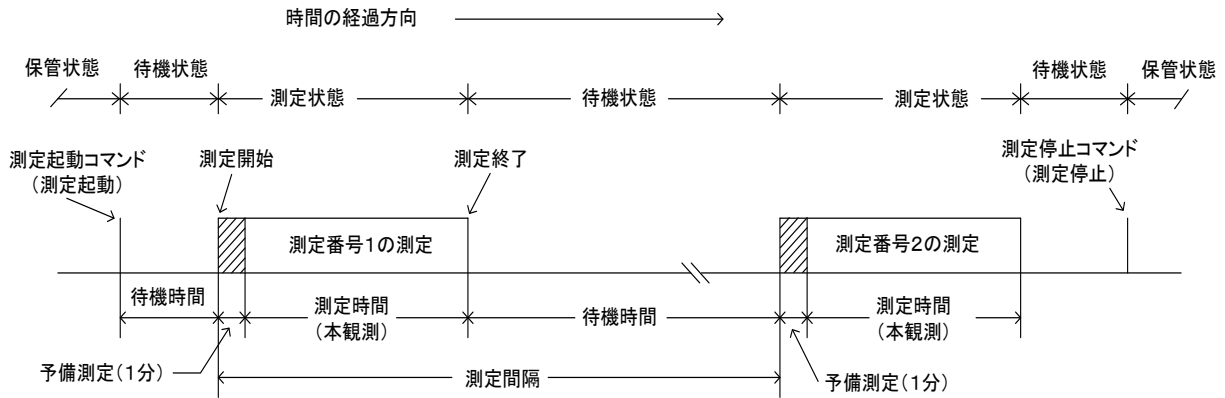 時間の経過方向
保管状態
待機状態
測定状態
待機状態
測定状態
待機状態
保管状態
測定起動コマンド
(測定起動)
測定開始
測定終了
測定停止コマンド
(測定停止)
測定番号1の測定
測定番号2の測定
待機時間
測定時間
(本観測)
待機時間
測定時間
(本観測)
予備測定(1分)
測定間隔
予備測定(1分)